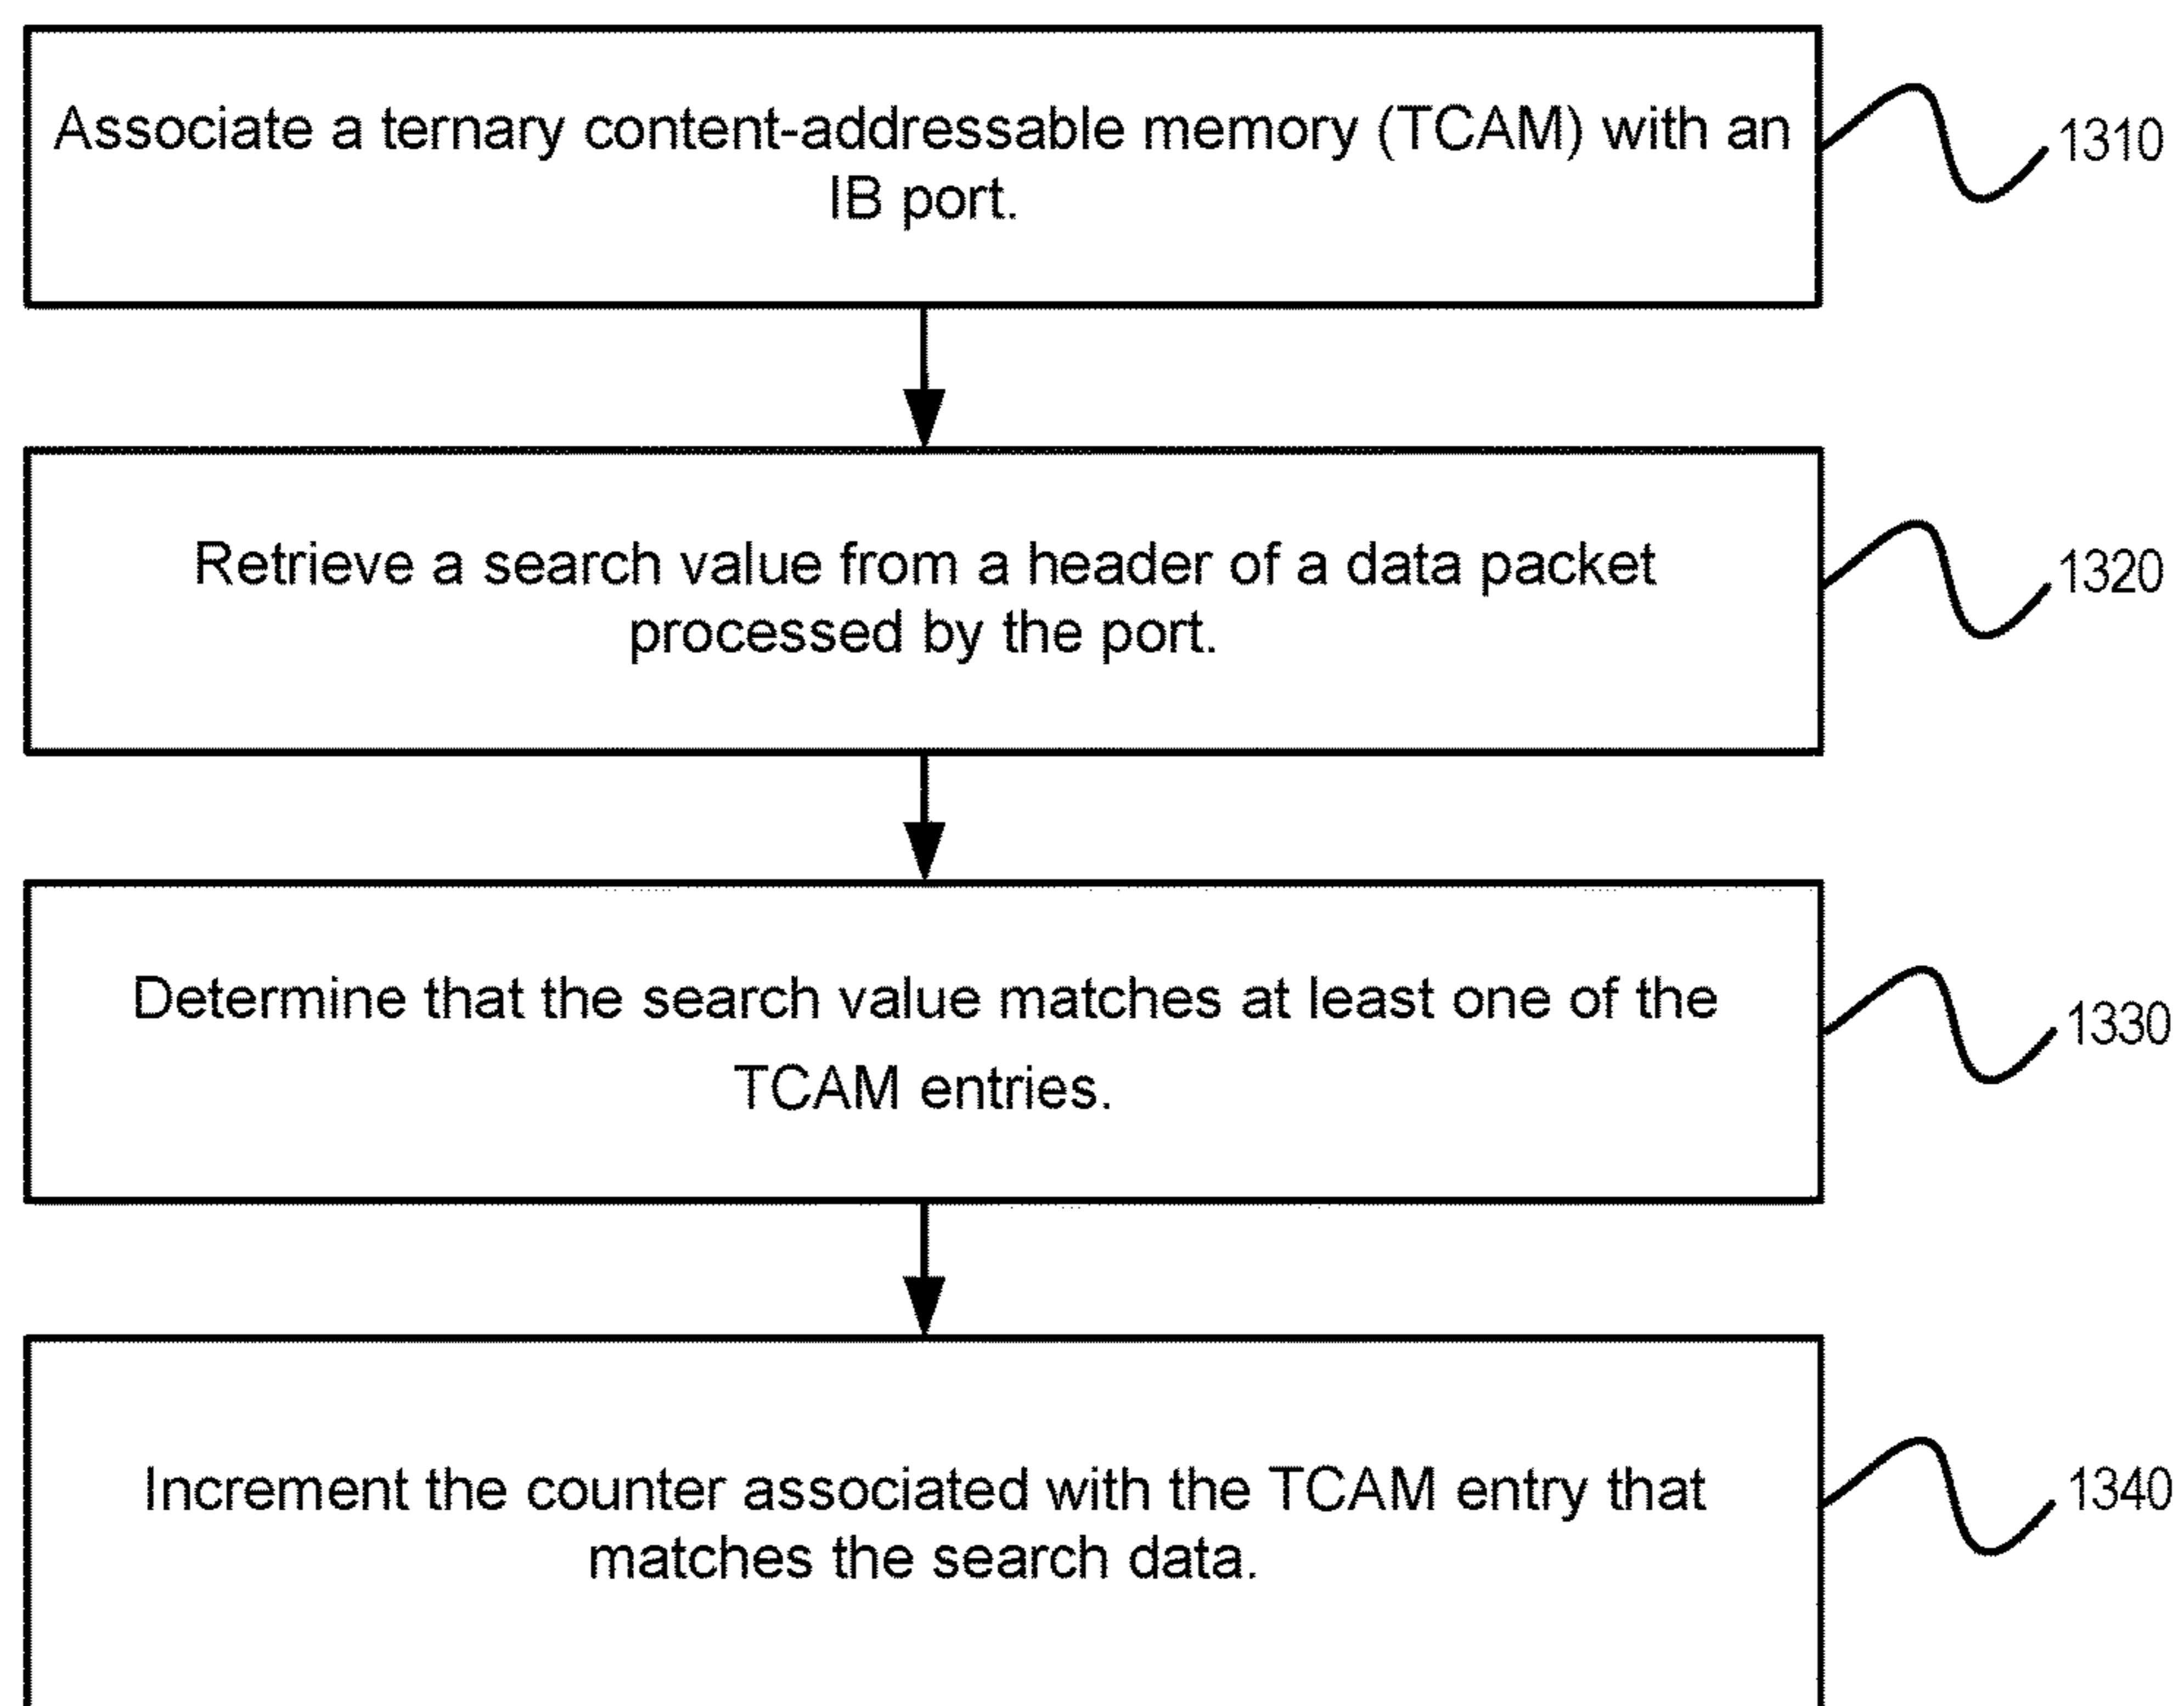 Associate a ternary content-addressable memory (TCAM) with an
IB port.
1310
Retrieve a search value from a header of a data packet
processed by the port.
1320
Determine that the search value matches at least one of the
TCAM entries.
1330
Increment the counter associated with the TCAM entry that
matches the search data.
1340